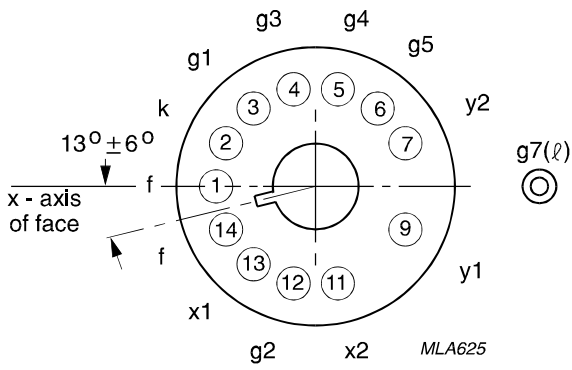 g3
g4
g1
g5
k
4
5
3
6
y2
13° ±6°
2
7
g7(ℓ)
f
1
x - axis
of face
14
9
f
13
12
11
y1
x1
g2
x2
MLA625